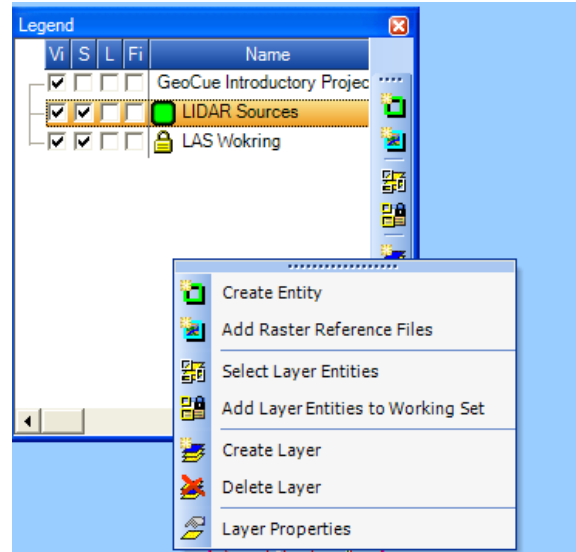 Legend
Vi S L Fi Name
GeoCue Introductory Projec
LIDAR Sources
LAS Wokring
Create Entity
Add Raster Reference Files
Select Layer Entities
Add Layer Entities to Working Set
Create Layer
Delete Layer
Layer Properties